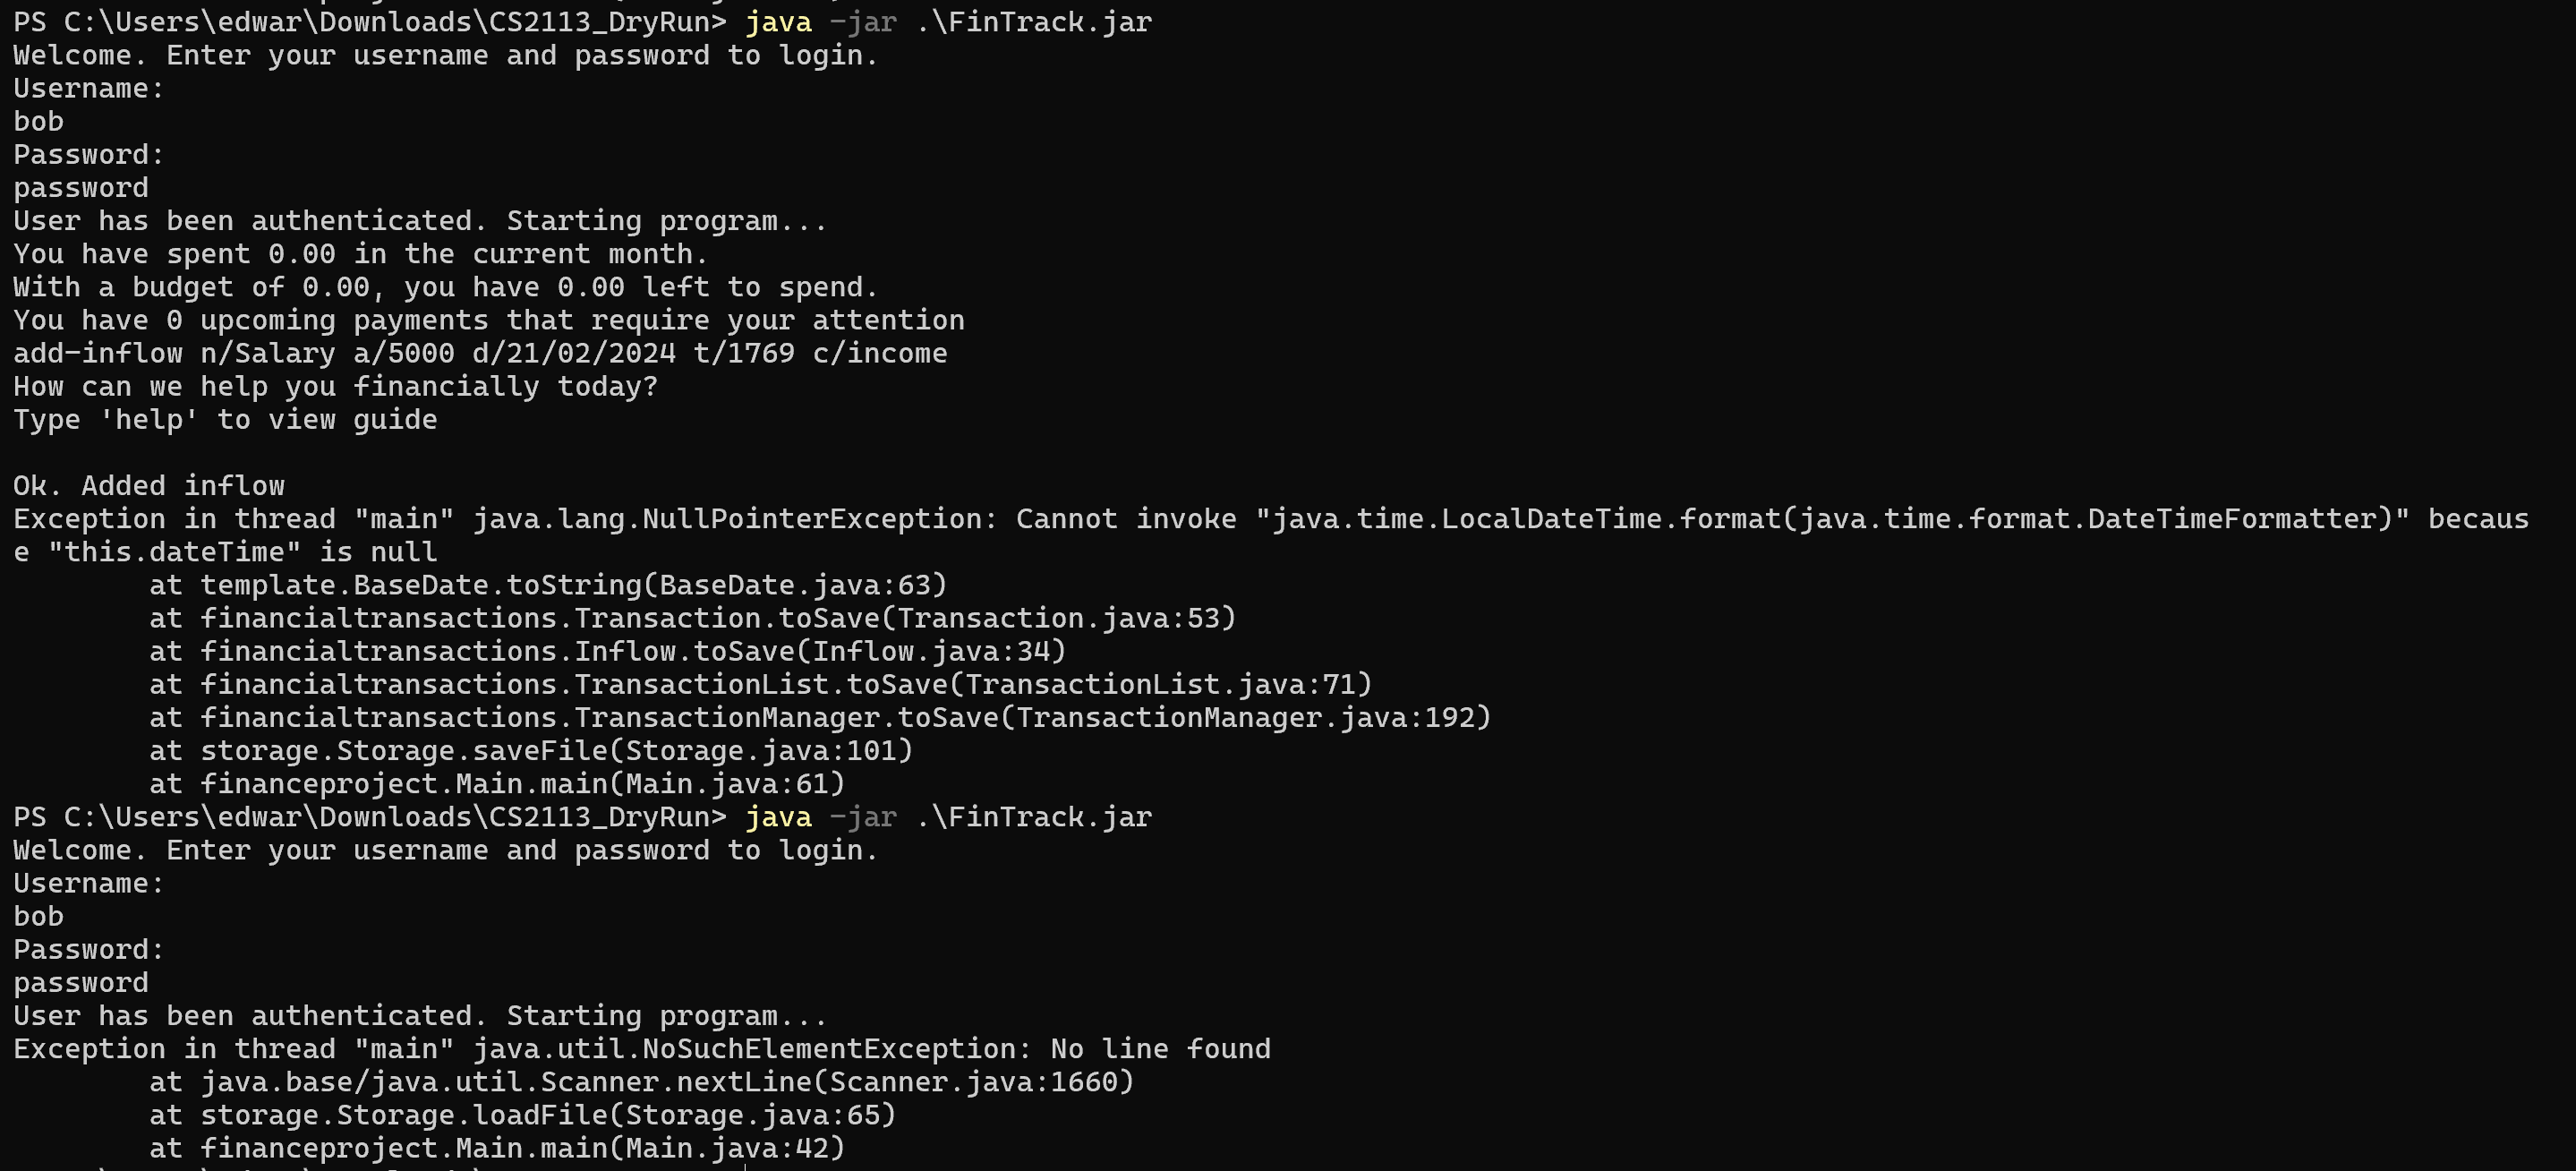 PS C:\Users\edwar\Downloads\CS2113_DryRun> java -jar .\FinTrack.jar
Welcome. Enter your username and password to login.
Username:
bob
Password:
password
User has been authenticated. Starting program...
You have spent 0.00 in the current month.
With a budget of 0.00, you have 0.00 left to spend.
You have 0 upcoming payments that require your attention
add-inflow n/Salary a/5000 d/21/02/2024 t/1769 c/income
How can we help you financially today?
Type 'help' to view guide

Ok. Added inflow
Exception in thread "main" java.lang.NullPointerException: Cannot invoke "java.time.LocalDateTime.format(java.time.format.DateTimeFormatter)" becaus
e "this.dateTime" is null
        at template.BaseDate.toString(BaseDate.java:63)
        at financialtransactions.Transaction.toSave(Transaction.java:53)
        at financialtransactions.Inflow.toSave(Inflow.java:34)
        at financialtransactions.TransactionList.toSave(TransactionList.java:71)
        at financialtransactions.TransactionManager.toSave(TransactionManager.java:192)
        at storage.Storage.saveFile(Storage.java:101)
        at financeproject.Main.main(Main.java:61)
PS C:\Users\edwar\Downloads\CS2113_DryRun> java -jar .\FinTrack.jar
Welcome. Enter your username and password to login.
Username:
bob
Password:
password
User has been authenticated. Starting program...
Exception in thread "main" java.util.NoSuchElementException: No line found
        at java.base/java.util.Scanner.nextLine(Scanner.java:1660)
        at storage.Storage.loadFile(Storage.java:65)
        at financeproject.Main.main(Main.java:42)